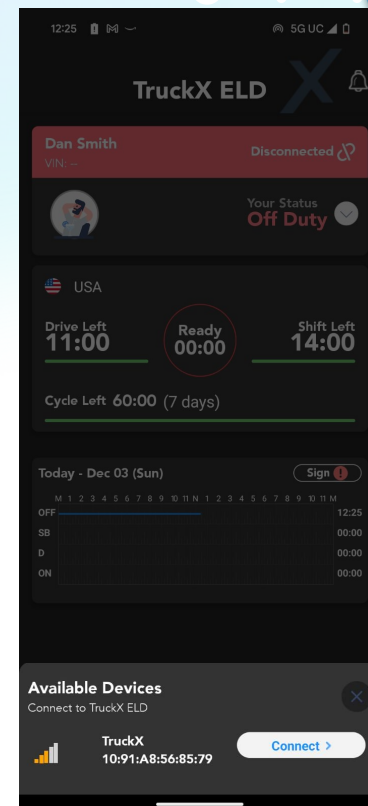 12:25 5G UC
TruckX ELD
Dan Smith
Disconnected
VIN: --
Your Status
Off Duty
USA
Drive Left
11:00
Ready
00:00
Shift Left
14:00
Cycle Left 60:00 (7 days)
Today - Dec 03 (Sun)
Sign
M 1 2 3 4 5 6 7 8 9 10 11 N 1 2 3 4 5 6 7 8 9 10 11 M
OFF 12:25
SB 00:00
D 00:00
ON 00:00
Available Devices
Connect to TruckX ELD
TruckX
10:91:A8:56:85:79
Connect >